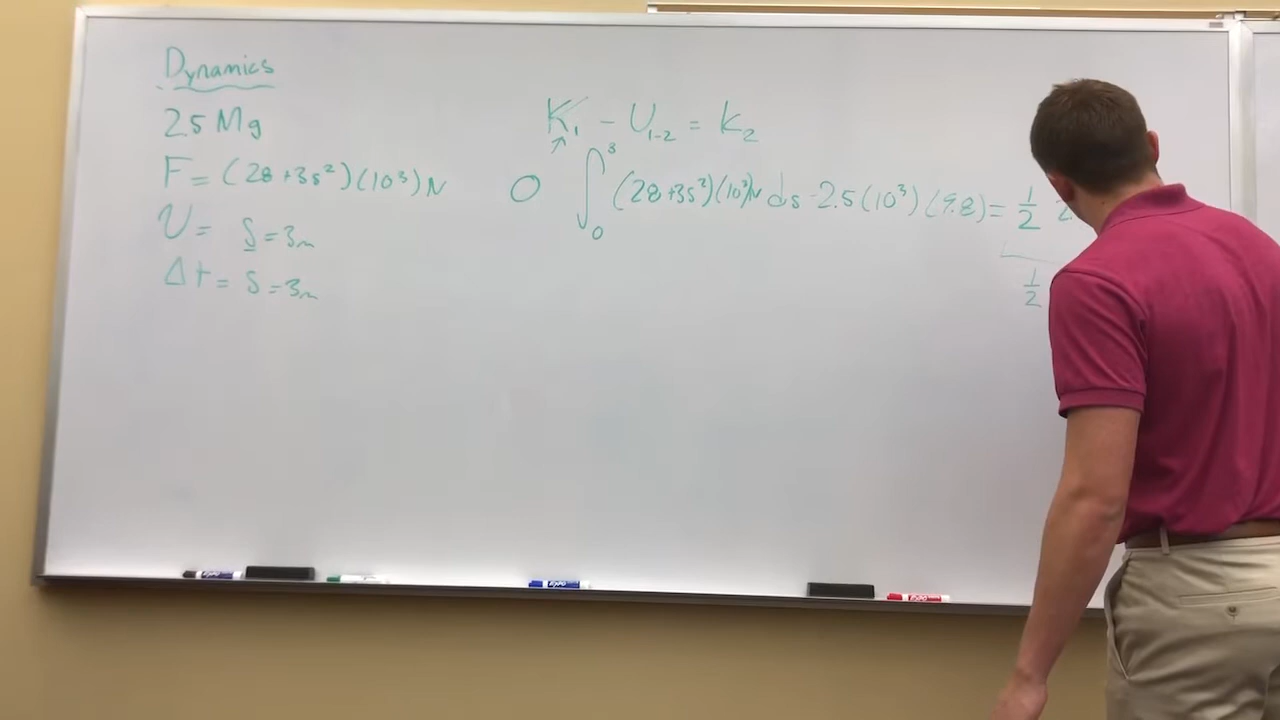 Dynamics
2.5 Mg
F = (28 + 3s²)(10³) N
V = S = 3m
Δt = S = 3m
K₁ - U₁₋₂ = K₂
0 ∫₀³ (28 + 3s²)(10³)N ds - 2.5(10³)(9.8) = 1/2 2.
1/2